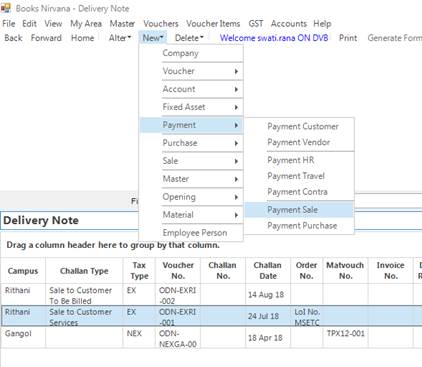 Books Nirvana - Delivery Note
File Edit View My Area Master Vouchers Voucher Items GST Accounts Help
Back Forward Home Alter New Delete Welcome swati.rana ON DVB Print Generate Form
Company
Voucher
Account
Fixed Asset
Payment
Purchase
Sale
Master
Opening
Material
Employee Person
Payment Customer
Payment Vendor
Payment HR
Payment Travel
Payment Contra
Payment Sale
Payment Purchase
Fi
Delivery Note
Drag a column header here to group by that column.
Campus Challan Type Tax Type Voucher No. Challan No. Challan Date Order No. Matvouch No. Invoice No. D R
Rithani Sale to Customer To Be Billed EX ODN-EXRI -002 14 Aug 18
Rithani Sale to Customer Services EX ODN-EXRI -001 24 Jul 18 LoI No. MSETC
Gangol NEX ODN- NEXGA-00 18 Apr 18 TPX12-001